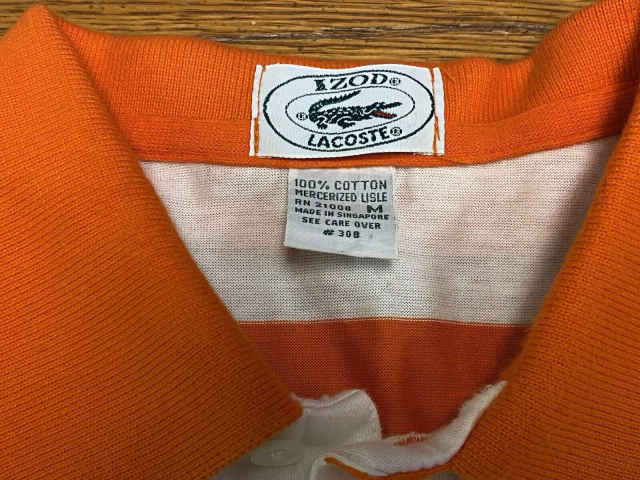 IZOD
® ®
LACOSTE®
100% COTTON
MERCERIZED LISLE
RN 21008 M
MADE IN SINGAPORE
SEE CARE OVER
# 308